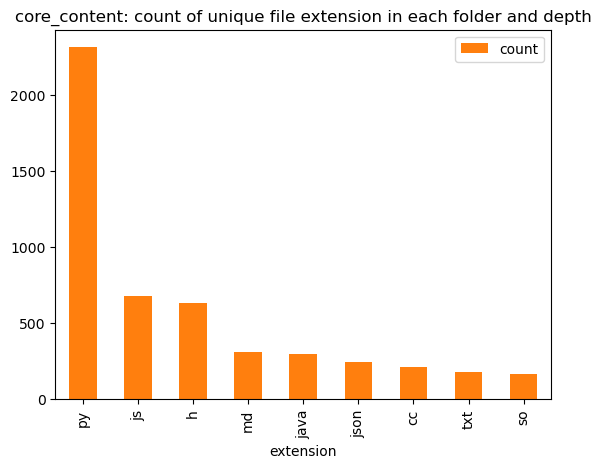 core_content: count of unique file extension in each folder and depth
count
2000
1500
1000
500
0
py
js
h
md
java
json
cc
txt
so
extension